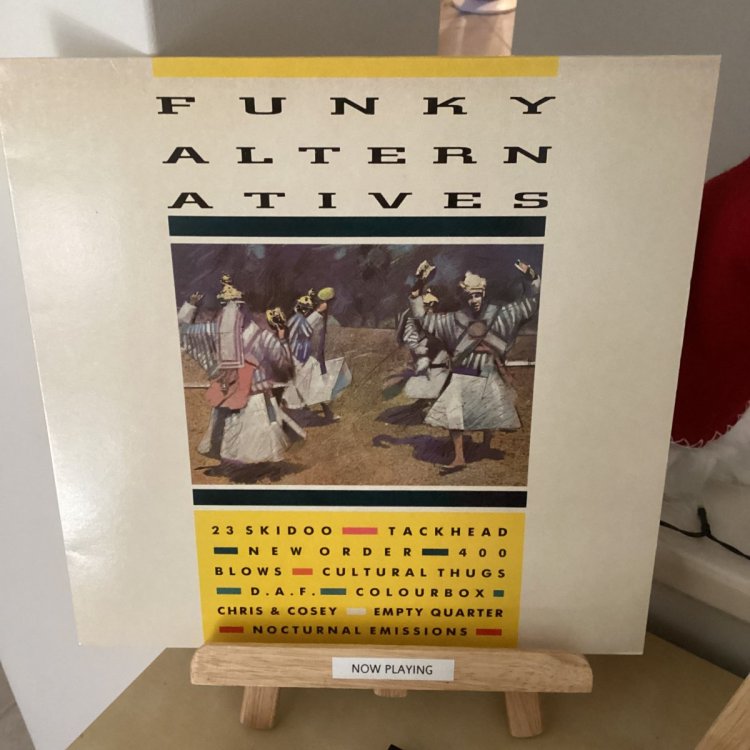 FUNKY
ALTERN
ATIVES
23 SKIDOO TACKHEAD
NEW ORDER 400
BLOWS CULTURAL THUGS
D.A.F. COLOURBOX
CHRIS & COSEY EMPTY QUARTER
NOCTURNAL EMISSIONS
NOW PLAYING